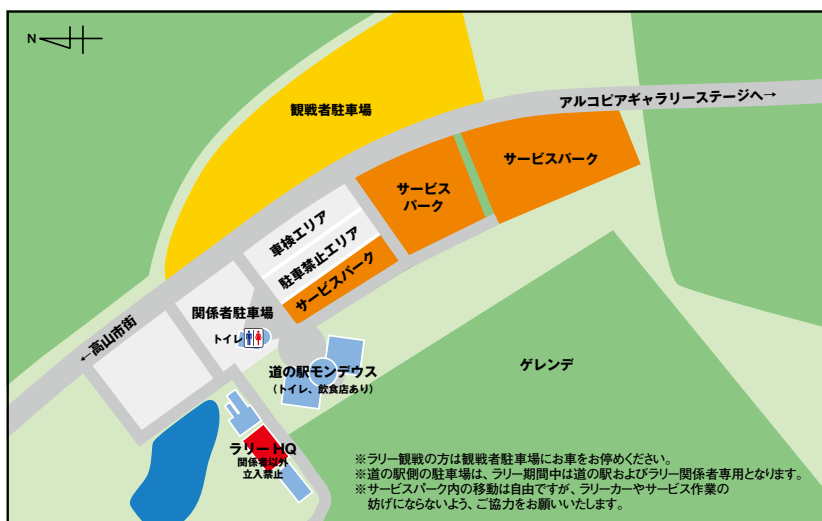 N
観戦者駐車場
アルコピアギャラリーステージへ→
サービスパーク
サービス
パーク
車検エリア
駐車禁止エリア
サービスパーク
関係者駐車場
トイレ
←高山市街
道の駅モンデウス
（トイレ、飲食店あり）
ゲレンデ
ラリーHQ
関係者以外
立入禁止
※ラリー観戦の方は観戦者駐車場にお車をお停めください。
※道の駅側の駐車場は、ラリー期間中は道の駅およびラリー関係者専用となります。
※サービスパーク内の移動は自由ですが、ラリーカーやサービス作業の
妨げにならないよう、ご協力をお願いいたします。